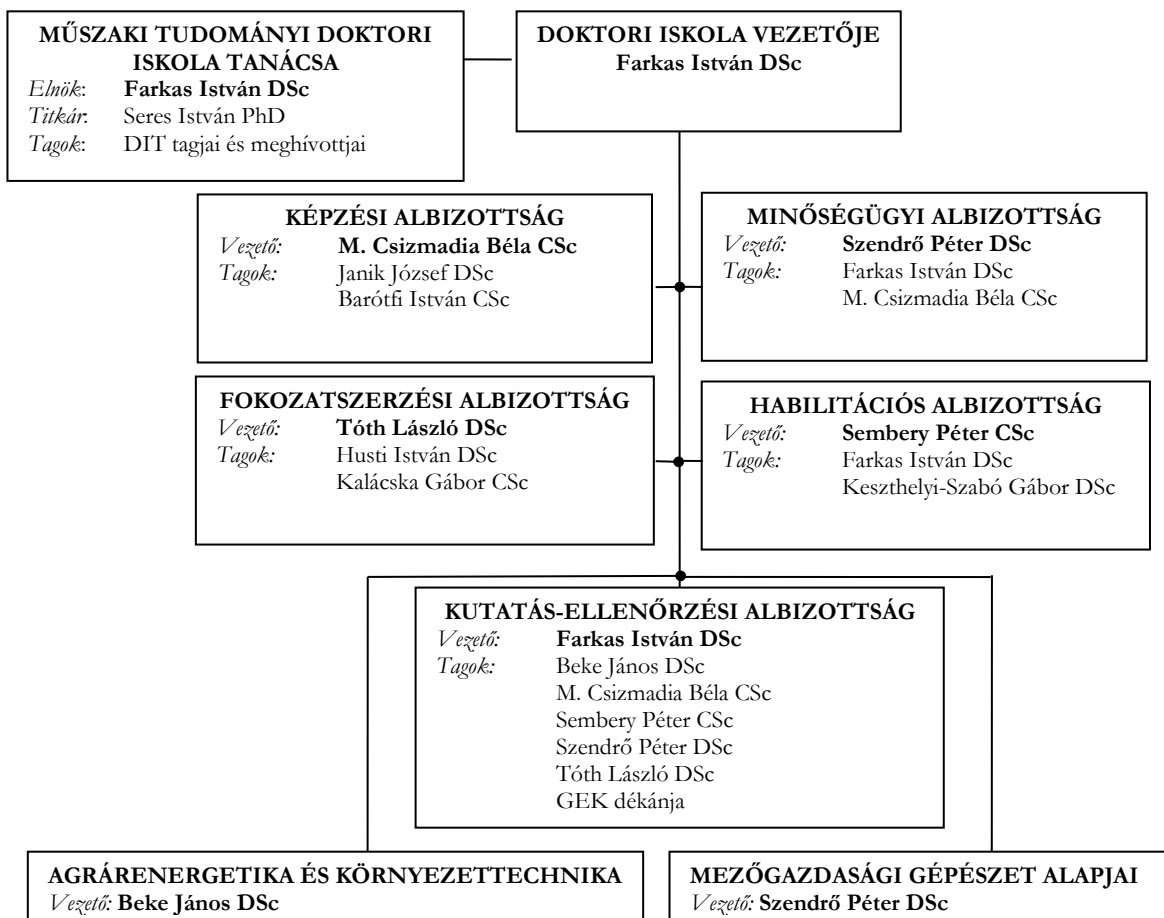 MŰSZAKI TUDOMÁNYI DOKTORI
ISKOLA TANÁCSA
Elnök: Farkas István DSc
Titkár: Seres István PhD
Tagok: DIT tagjai és meghívottjai
DOKTORI ISKOLA VEZETŐJE
Farkas István DSc
KÉPZÉSI ALBIZOTTSÁG
Vezető: M. Csizmadia Béla CSc
Tagok: Janik József DSc
Barótfi István CSc
MINŐSÉGÜGYI ALBIZOTTSÁG
Vezető: Szendrő Péter DSc
Tagok: Farkas István DSc
M. Csizmadia Béla CSc
FOKOZATSZERZÉSI ALBIZOTTSÁG
Vezető: Tóth László DSc
Tagok: Husti István DSc
Kalácska Gábor CSc
HABILITÁCIÓS ALBIZOTTSÁG
Vezető: Sembery Péter CSc
Tagok: Farkas István DSc
Keszthelyi-Szabó Gábor DSc
KUTATÁS-ELLENŐRZÉSI ALBIZOTTSÁG
Vezető: Farkas István DSc
Tagok: Beke János DSc
M. Csizmadia Béla CSc
Sembery Péter CSc
Szendrő Péter DSc
Tóth László DSc
GEK dékánja
AGRÁRENERGETIKA ÉS KÖRNYEZETTECHNIKA
Vezető: Beke János DSc
MEZŐGAZDASÁGI GÉPÉSZET ALAPJAI
Vezető: Szendrő Péter DSc